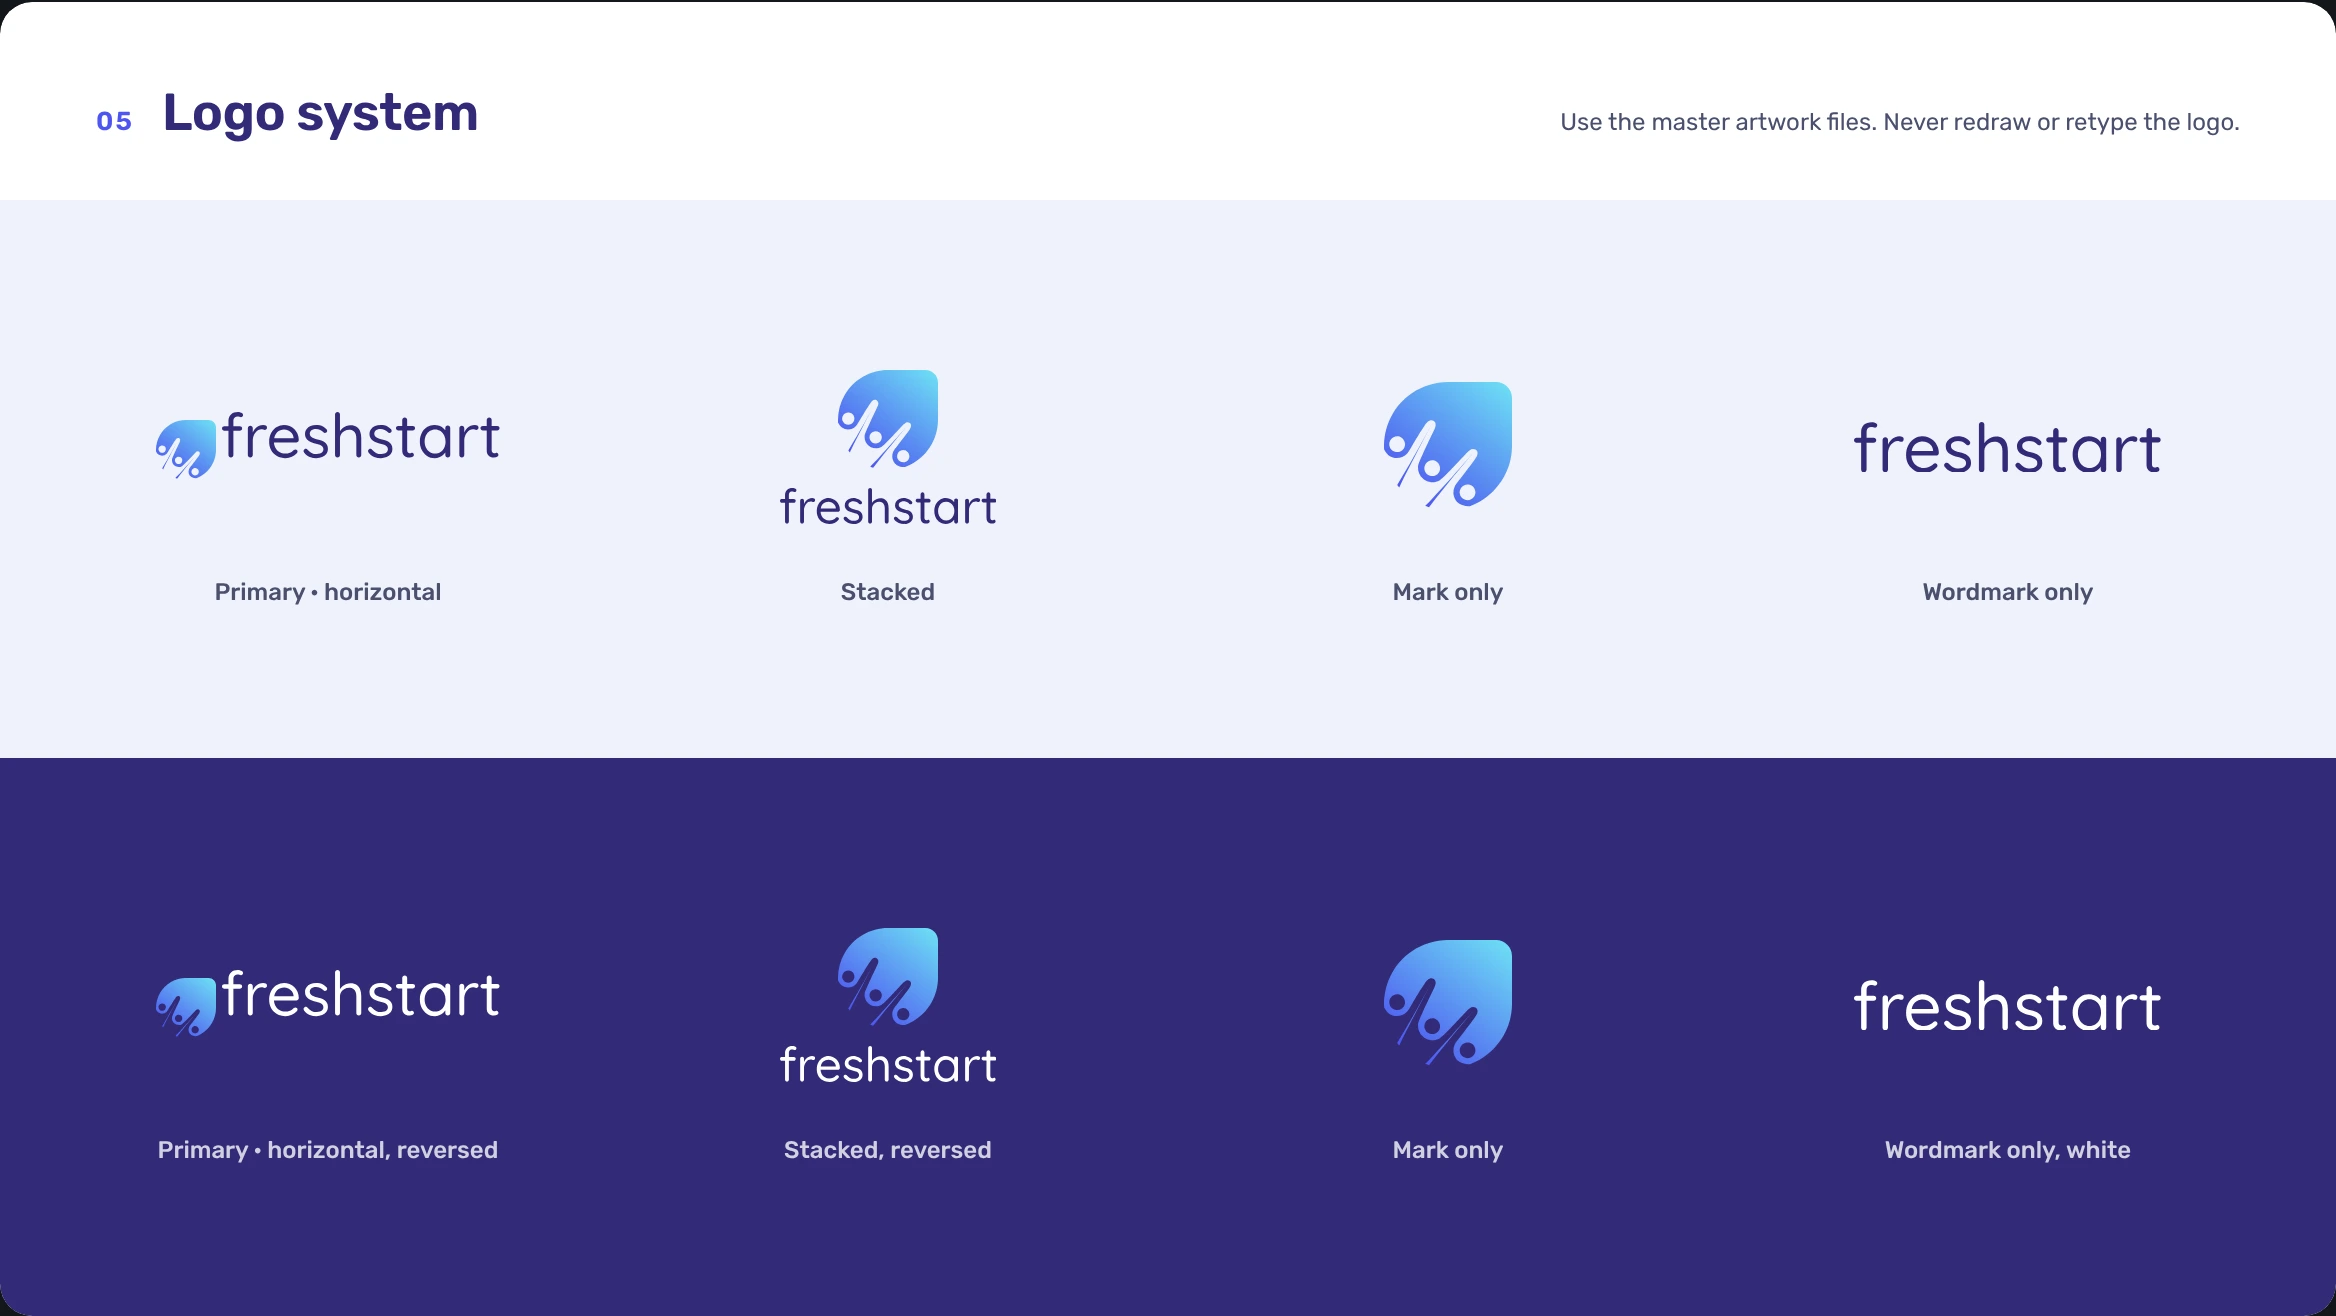 05 Logo system
Use the master artwork files. Never redraw or retype the logo.
freshstart
freshstart
freshstart
Primary • horizontal
Stacked
Mark only
Wordmark only
freshstart
freshstart
freshstart
Primary • horizontal, reversed
Stacked, reversed
Mark only
Wordmark only, white